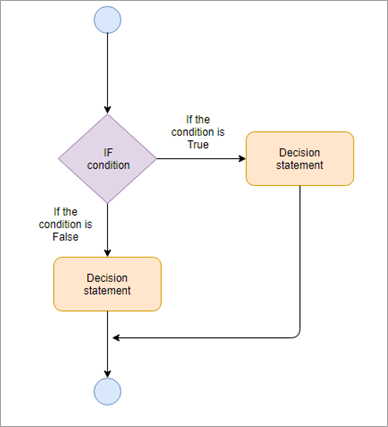 If the
condition is
True
IF
condition
Decision
statement
If the
condition is
False
Decision
statement